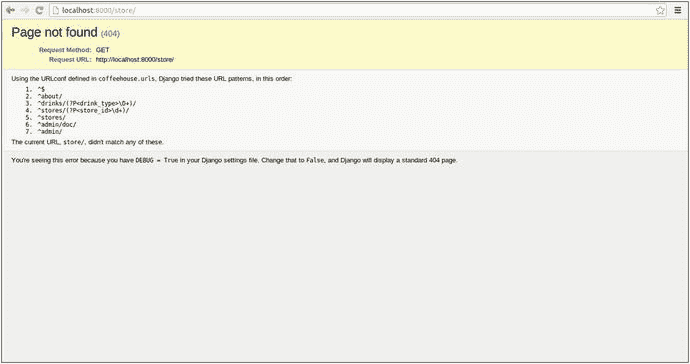 localhost:8000/store/
Page not found (404)
Request Method: GET
Request URL: http://localhost:8000/store/
Using the URLconf defined in coffeehouse.urls, Django tried these URL patterns, in this order:
1. ^$
2. ^about/
3. ^drinks/(?P<drink_type>\D+)/
4. ^stores/(?P<store_id>\d+)/
5. ^stores/
6. ^admin/doc/
7. ^admin/
The current URL, store/, didn't match any of these.
You're seeing this error because you have DEBUG = True in your Django settings file. Change that to False, and Django will display a standard 404 page.